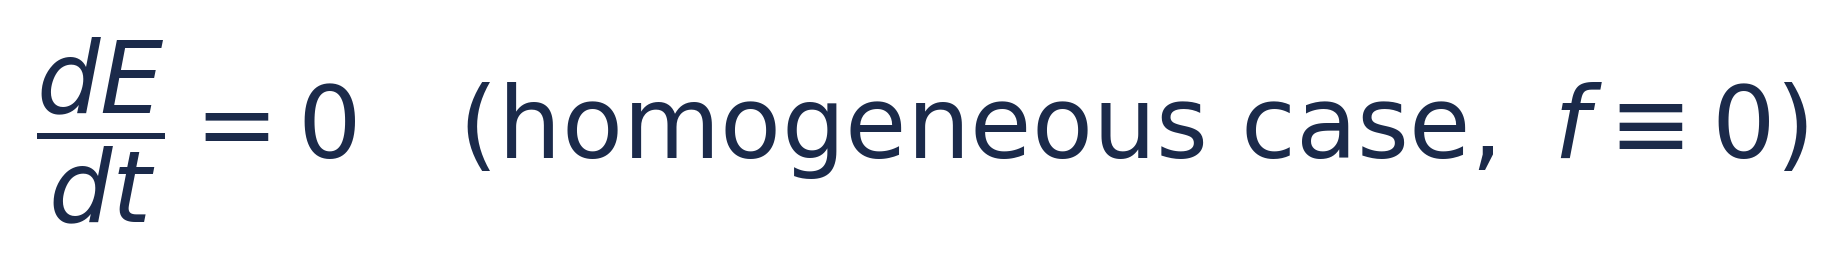 dE/dt = 0 (homogeneous case, f ≡ 0)